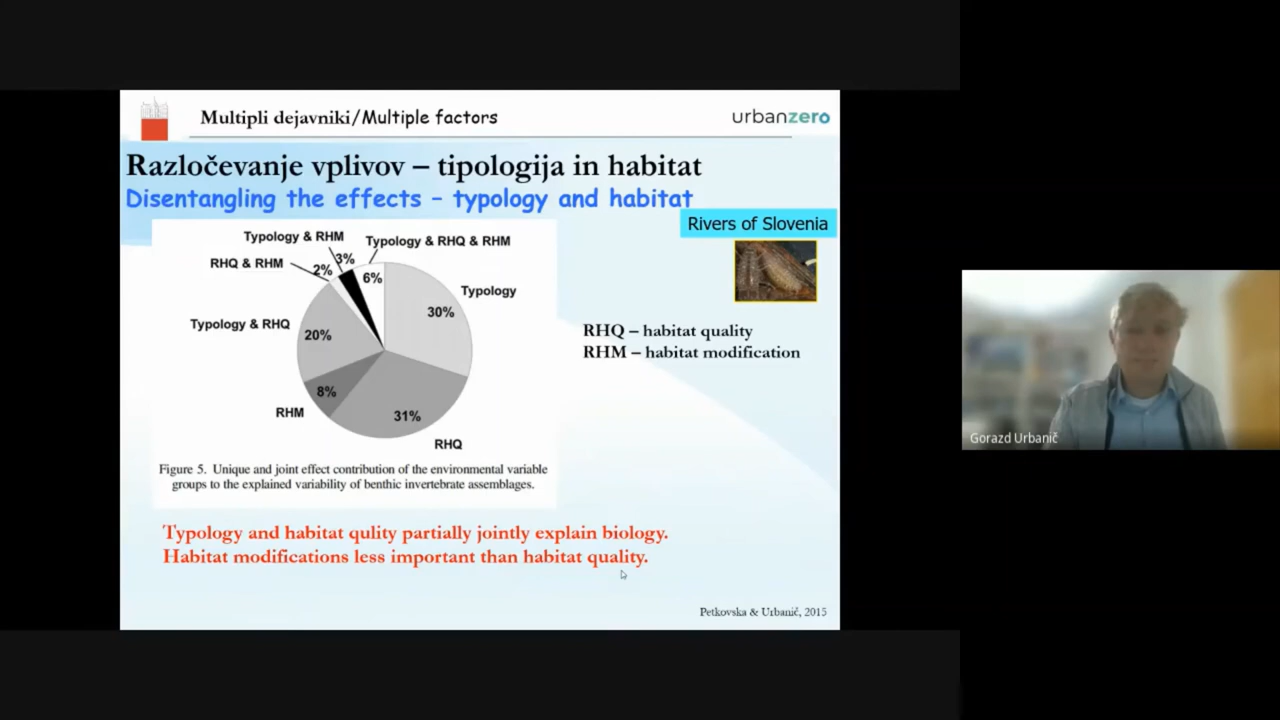 Multipli dejavniki/Multiple factors
urbanzero
Razločevanje vplivov – tipologija in habitat
Disentangling the effects – typology and habitat
Rivers of Slovenia
Typology & RHM
Typology & RHQ & RHM
RHQ & RHM
2%
3%
6%
Typology
30%
Typology & RHQ
20%
RHQ – habitat quality
RHM – habitat modification
8%
RHM
31%
RHQ
Figure 5. Unique and joint effect contribution of the environmental variable
groups to the explained variability of benthic invertebrate assemblages.
Gorazd Urbanič
Typology and habitat qulity partially jointly explain biology.
Habitat modifications less important than habitat quality.
Petkovska & Urbanič, 2015